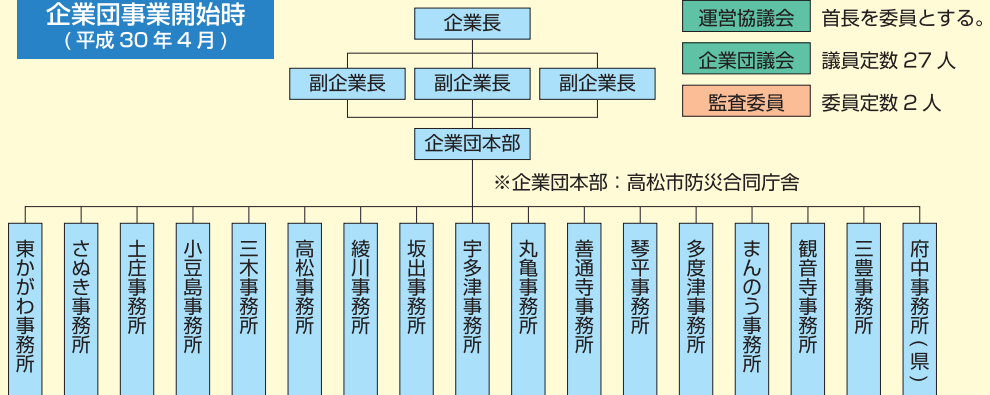 企業団事業開始時
(平成30年4月)
企業長
副企業長
副企業長
副企業長
企業団本部
※企業団本部：高松市防災合同庁舎
運営協議会 首長を委員とする。
企業団議会 議員定数27人
監査委員 委員定数2人
東かがわ事務所
さぬき事務所
土庄事務所
小豆島事務所
三木事務所
高松事務所
綾川事務所
坂出事務所
宇多津事務所
丸亀事務所
善通寺事務所
琴平事務所
多度津事務所
まんのう事務所
観音寺事務所
三豊事務所
府中事務所(県)